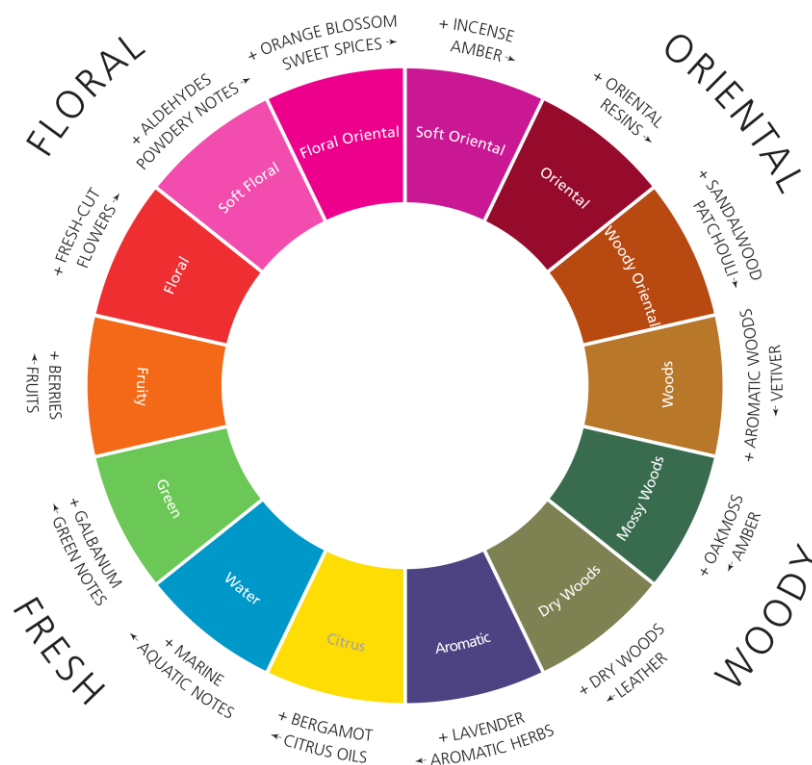 FLORAL
ORIENTAL
WOODY
FRESH
+ ORANGE BLOSSOM
SWEET SPICES
+ INCENSE
AMBER
+ ORIENTAL
RESINS
+ SANDALWOOD
PATCHOULI
+ AROMATIC WOODS
VETIVER
+ OAKMOSS
AMBER
+ DRY WOODS
LEATHER
+ LAVENDER
AROMATIC HERBS
+ BERGAMOT
CITRUS OILS
+ MARINE
AQUATIC NOTES
+ GALBANUM
GREEN NOTES
+ BERRIES
FRUITS
+ FRESH-CUT
FLOWERS
+ ALDEHYDES
POWDERY NOTES
Floral Oriental
Soft Oriental
Oriental
Woody Oriental
Woods
Mossy Woods
Dry Woods
Aromatic
Citrus
Water
Green
Fruity
Floral
Soft Floral